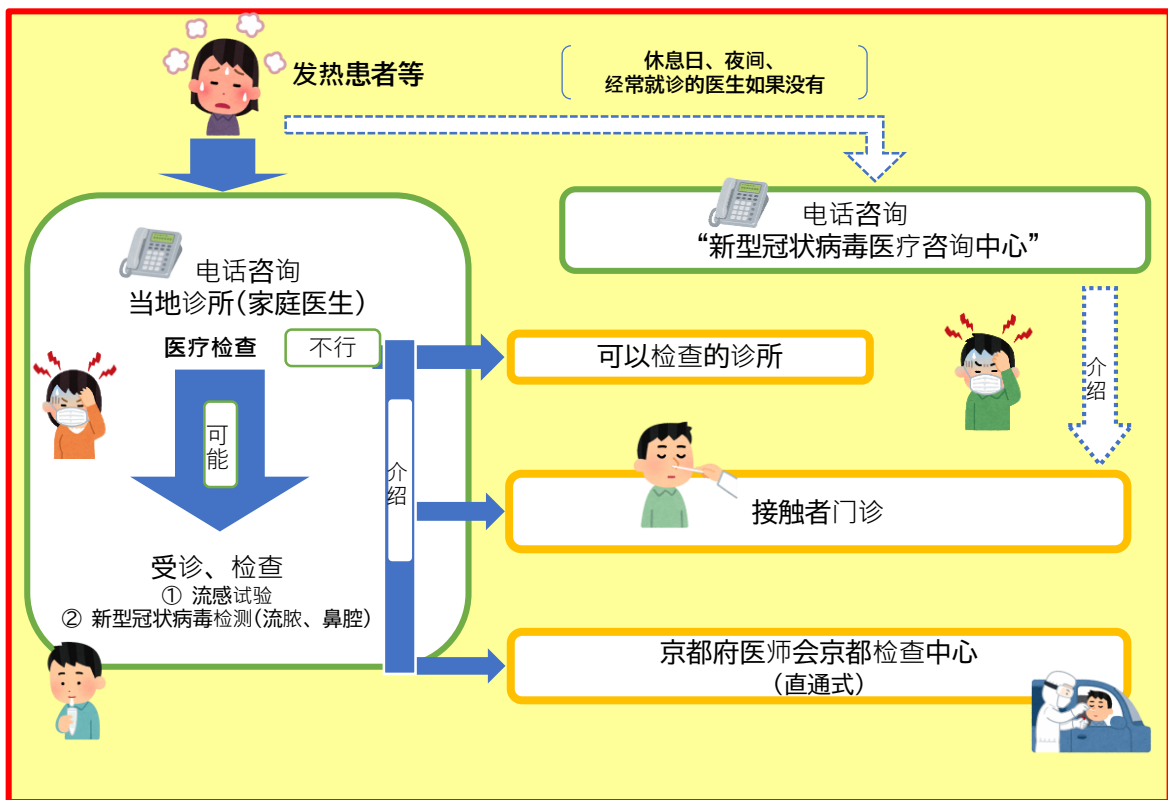 发热患者等
休息日、夜间、
经常就诊的医生如果没有
电话咨询
“新型冠状病毒医疗咨询中心”
电话咨询
当地诊所(家庭医生)
医疗检查
不行
可能
介绍
受诊、检查
① 流感试验
② 新型冠状病毒检测(流脓、鼻腔)
可以检查的诊所
介绍
接触者门诊
京都府医师会京都检查中心
(直通式)